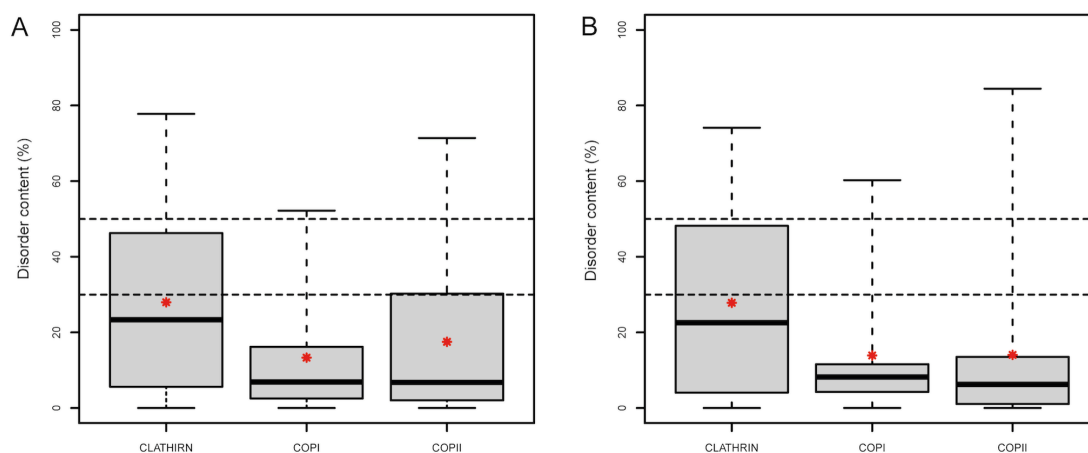 A
Disorder content (%)
100
80
60
40
20
0
CLATHIRN COPI COPII
B
Disorder content (%)
100
80
60
40
20
0
CLATHRIN COPI COPII